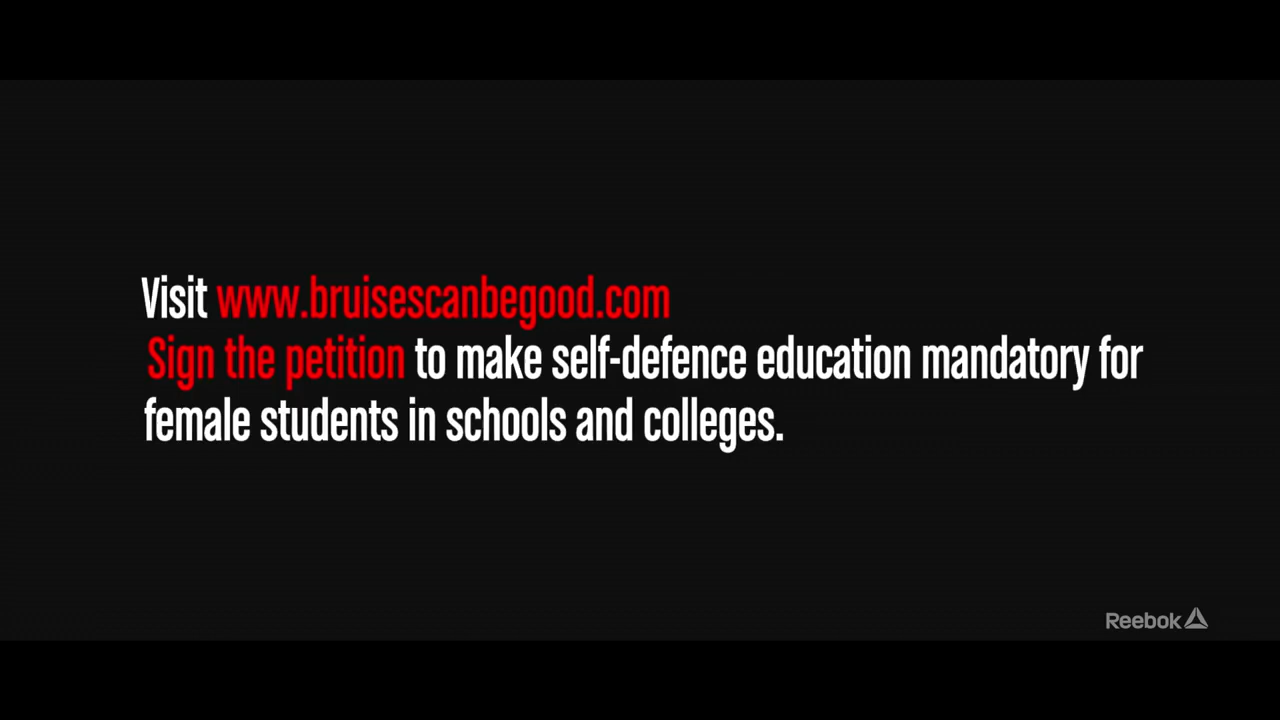 Visit www.bruisescanbegood.com
Sign the petition to make self-defence education mandatory for
female students in schools and colleges.
Reebok